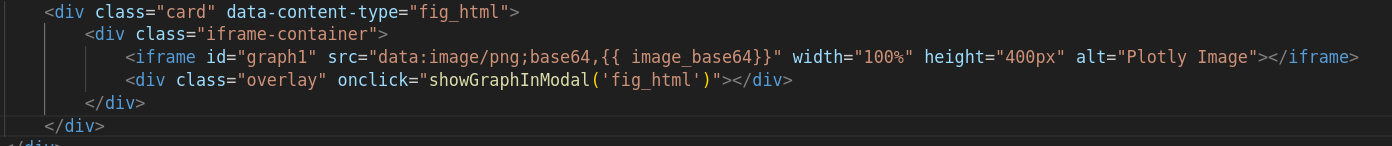 <div class="card" data-content-type="fig_html">
<div class="iframe-container">
<iframe id="graph1" src="data:image/png;base64,{{ image_base64}}" width="100%" height="400px" alt="Plotly Image"></iframe>
<div class="overlay" onclick="showGraphInModal('fig_html')"></div>
</div>
</div>
</div>